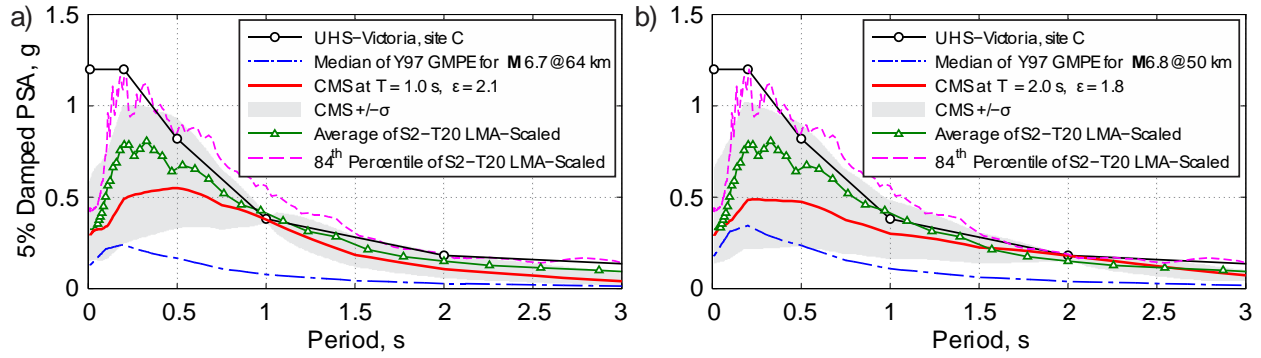 a)
5% Damped PSA, g
1.5
1
0.5
0
UHS−Victoria, site C
Median of Y97 GMPE for M 6.7 @64 km
CMS at T = 1.0 s, ε = 2.1
CMS +/−σ
Average of S2−T20 LMA−Scaled
84th Percentile of S2−T20 LMA−Scaled
0 0.5 1 1.5 2 2.5 3
Period, s
b)
1.5
1
0.5
0
UHS−Victoria, site C
Median of Y97 GMPE for M6.8 @50 km
CMS at T = 2.0 s, ε = 1.8
CMS +/−σ
Average of S2−T20 LMA−Scaled
84th Percentile of S2−T20 LMA−Scaled
0 0.5 1 1.5 2 2.5 3
Period, s